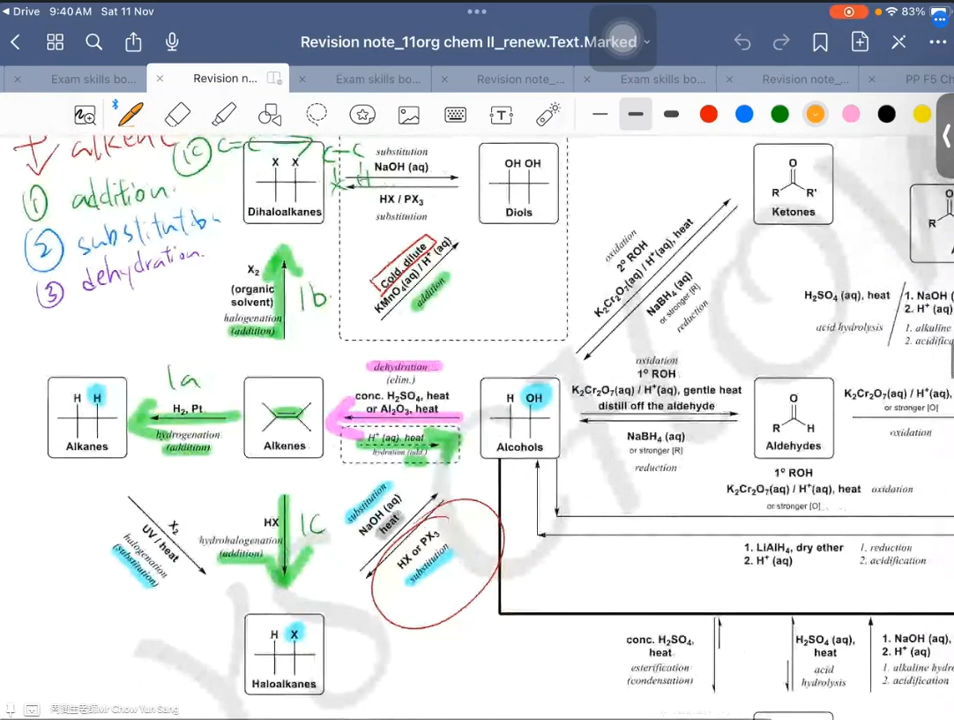 Drive 9:40 AM Sat 11 Nov
83%
Revision note_11org chem II_renew.Text.Marked
Exam skills bo...
Revision n...
Exam skills bo...
Revision note_...
Exam skills bo...
Revision note_...
PP F5 Ch
alkene
① addition
② substitution
③ dehydration
1c C=C
C-C
X H
X X
Dihaloalkanes
substitution
NaOH (aq)
HX / PX₃
substitution
OH OH
Diols
Cold, dilute
KMnO₄(aq) / H⁺(aq)
addition
X₂
(organic
solvent)
halogenation
(addition)
1b
oxidation
2° ROH
K₂Cr₂O₇(aq) / H⁺(aq), heat
NaBH₄ (aq)
or stronger [R]
reduction
O
R R'
Ketones
O
R
H₂SO₄ (aq), heat
acid hydrolysis
1. NaOH (
2. H⁺ (aq)
1. alkaline
2. acidifica
H H
Alkanes
1a
H₂, Pt
hydrogenation
(addition)
Alkenes
dehydration
(elim.)
conc. H₂SO₄, heat
or Al₂O₃, heat
H⁺ (aq), heat
hydration (add.)
H OH
Alcohols
oxidation
1° ROH
K₂Cr₂O₇(aq) / H⁺(aq), gentle heat
distill off the aldehyde
NaBH₄ (aq)
or stronger [R]
reduction
O
R H
Aldehydes
K₂Cr₂O₇(aq) / H⁺(aq)
or stronger [O]
oxidation
1° ROH
K₂Cr₂O₇(aq) / H⁺(aq), heat oxidation
or stronger [O]
X₂
UV / heat
halogenation
(substitution)
HX
hydrohalogenation
(addition)
1C
substitution
NaOH (aq)
heat
HX or PX₃
substitution
1. LiAlH₄, dry ether 1. reduction
2. H⁺ (aq) 2. acidification
H X
Haloalkanes
conc. H₂SO₄,
heat
esterification
(condensation)
H₂SO₄ (aq),
heat
acid
hydrolysis
1. NaOH (aq),
2. H⁺ (aq)
1. alkaline hydro
2. acidification
Mr Chow Yun Sang